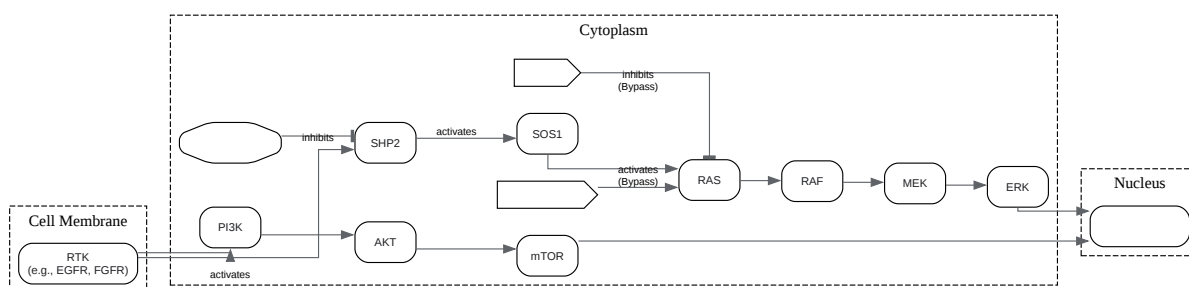 Cytoplasm
inhibits
(Bypass)
inhibits
SHP2
activates
SOS1
activates
(Bypass)
RAS
RAF
MEK
ERK
Nucleus
Cell Membrane
RTK
(e.g., EGFR, FGFR)
PI3K
activates
AKT
mTOR